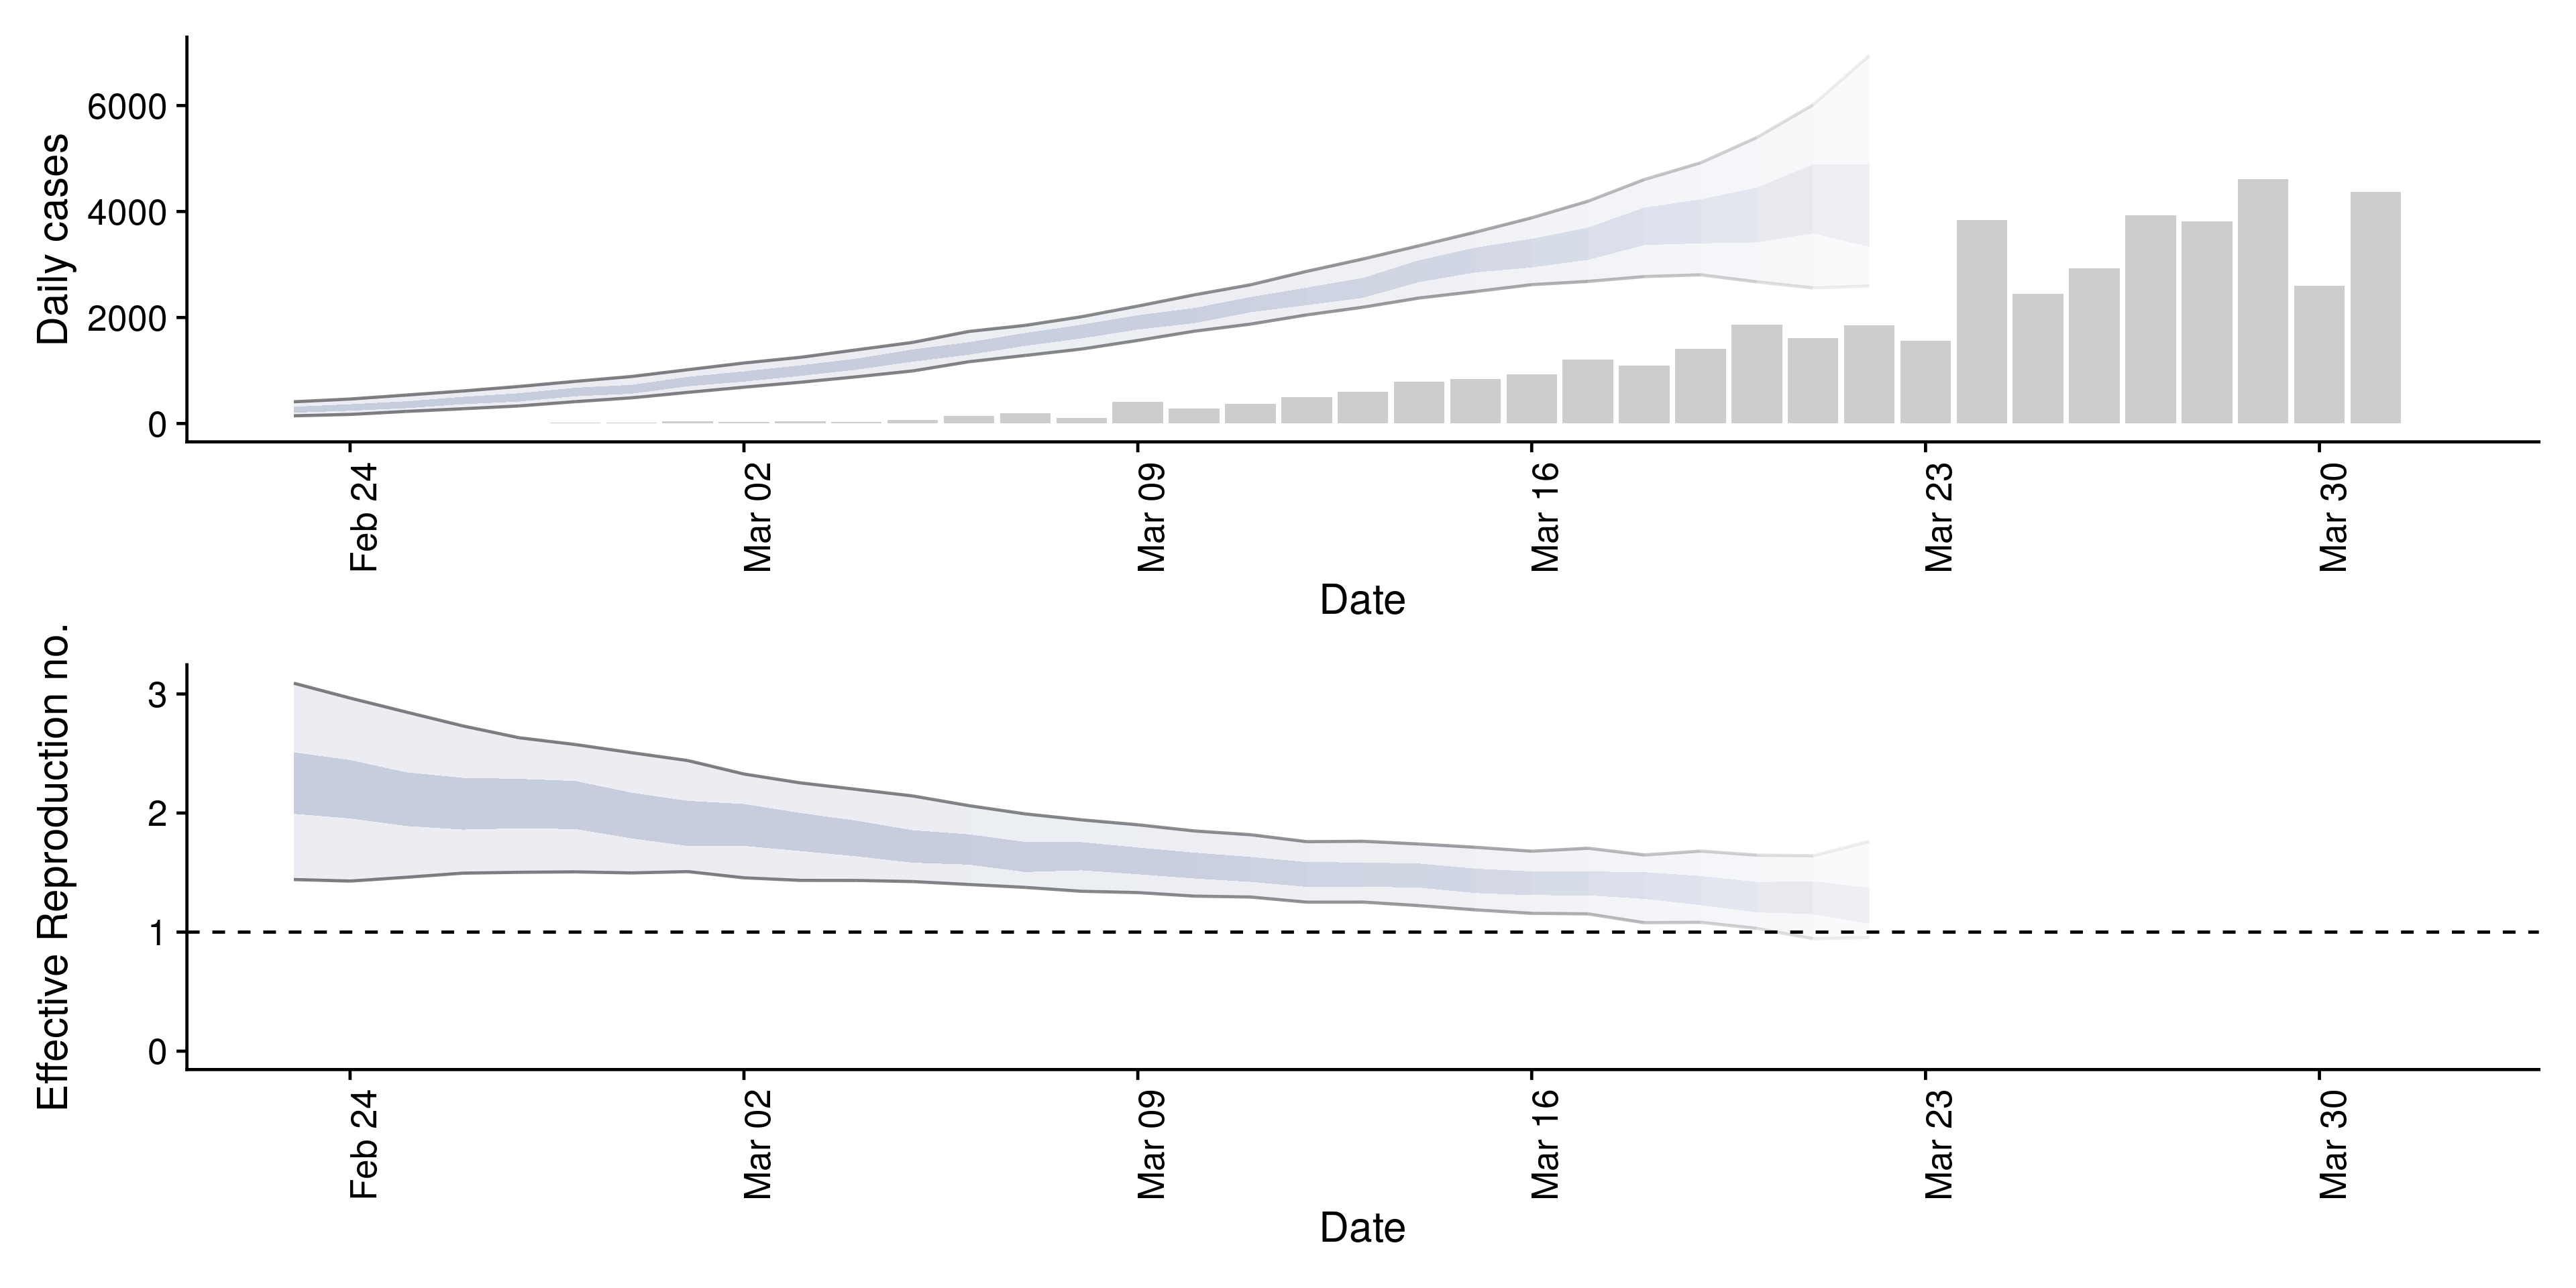 Daily cases
6000
4000
2000
0
Feb 24
Mar 02
Mar 09
Mar 16
Mar 23
Mar 30
Date
Effective Reproduction no.
3
2
1
0
Feb 24
Mar 02
Mar 09
Mar 16
Mar 23
Mar 30
Date